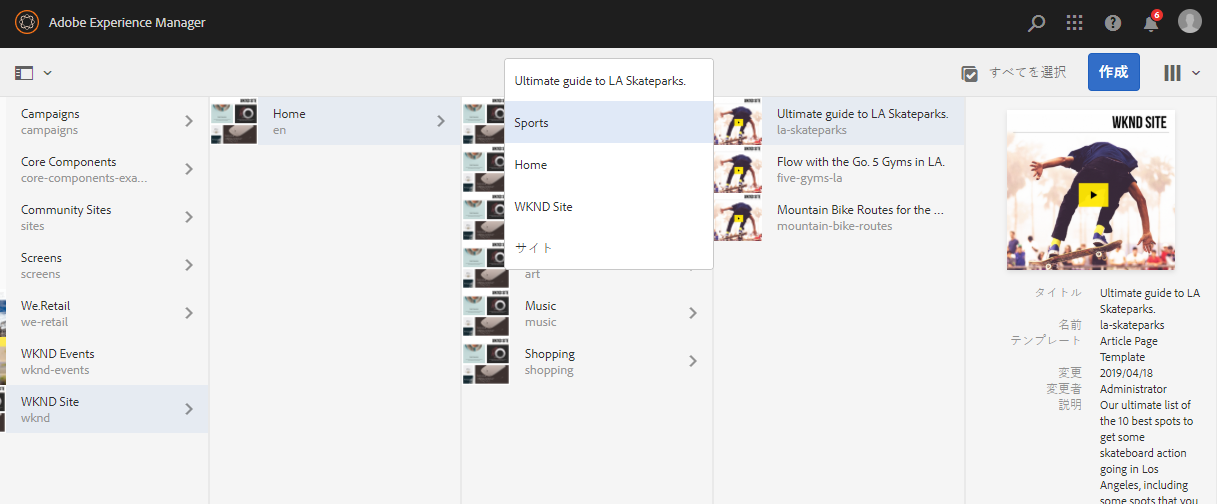 Adobe Experience Manager
6
すべてを選択
作成
Ultimate guide to LA Skateparks.
Sports
Home
WKND Site
サイト
Campaigns
campaigns
Core Components
core-components-exa...
Community Sites
sites
Screens
screens
We.Retail
we-retail
WKND Events
wknd-events
WKND Site
wknd
Home
en
art
Music
music
Shopping
shopping
Ultimate guide to LA Skateparks.
la-skateparks
Flow with the Go. 5 Gyms in LA.
five-gyms-la
Mountain Bike Routes for the ...
mountain-bike-routes
WKND SITE
タイトル Ultimate guide to LA
Skateparks.
名前 la-skateparks
テンプレート Article Page
Template
変更 2019/04/18
変更者 Administrator
説明 Our ultimate list of
the 10 best spots to
get some
skateboard action
going in Los
Angeles, including
some spots that you